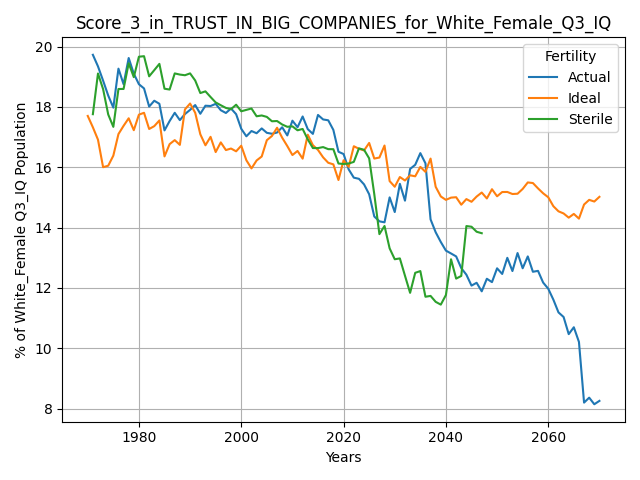 Score_3_in_TRUST_IN_BIG_COMPANIES_for_White_Female_Q3_IQ
% of White_Female Q3_IQ Population
20
18
16
14
12
10
8
Fertility
Actual
Ideal
Sterile
1980 2000 2020 2040 2060
Years